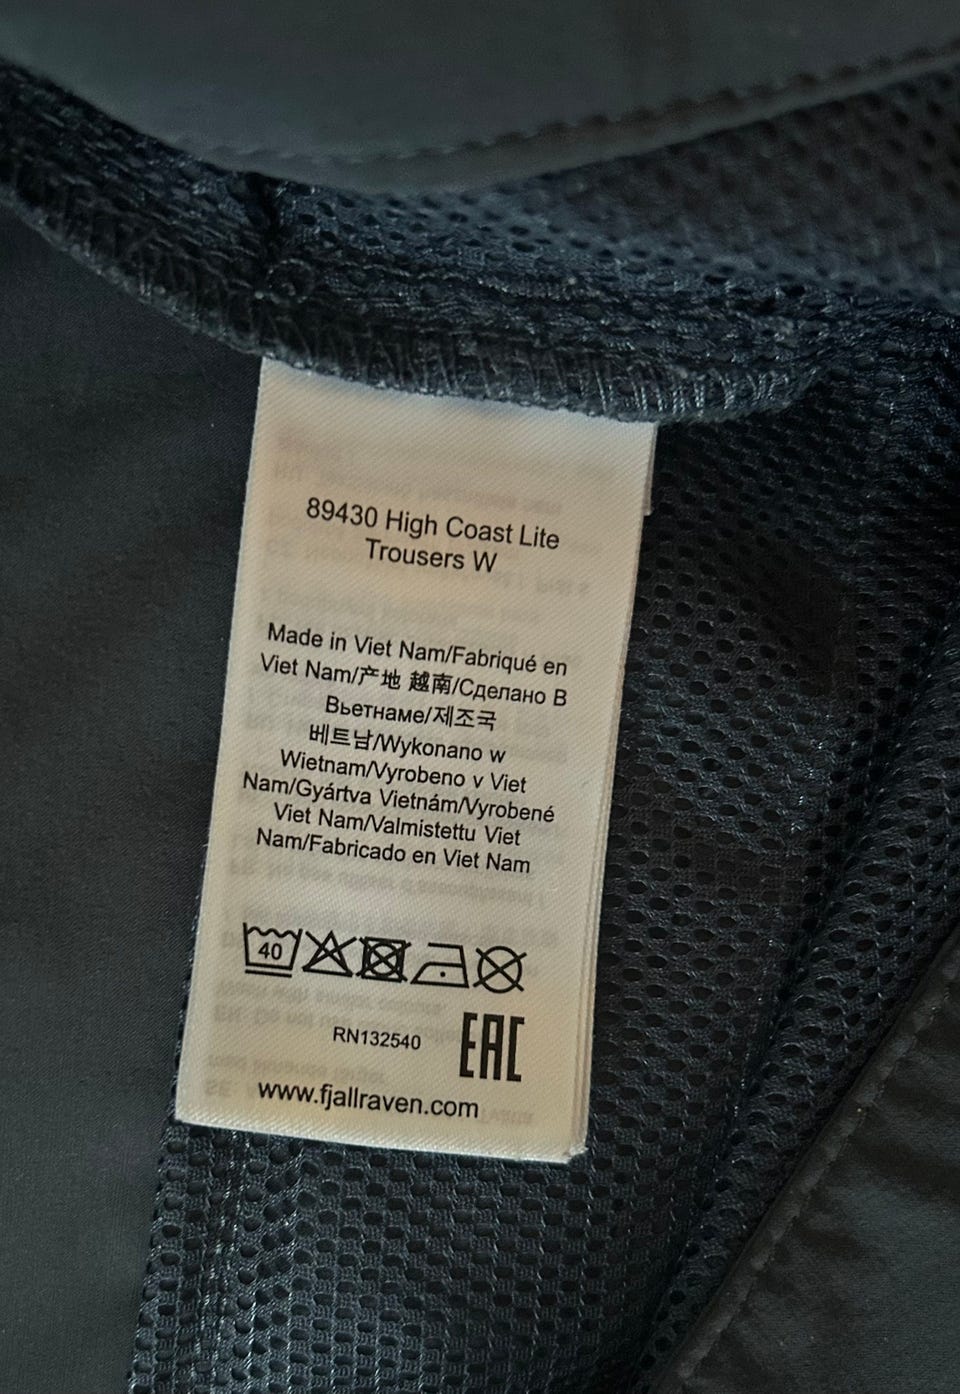 89430 High Coast Lite
Trousers W
Made in Viet Nam/Fabriqué en
Viet Nam/产地 越南/Сделано В
Вьетнаме/제조국
베트남/Wykonano w
Wietnam/Vyrobeno v Viet
Nam/Gyártva Vietnám/Vyrobené
Viet Nam/Valmistettu Viet
Nam/Fabricado en Viet Nam
40
RN132540 EAC
www.fjallraven.com